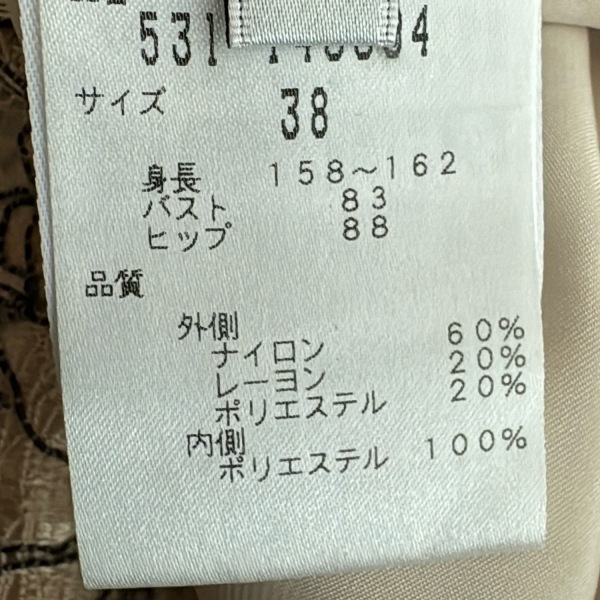 531
サイズ 38
身長 158～162
バスト 83
ヒップ 88
品質
外側
ナイロン 60%
レーヨン 20%
ポリエステル 20%
内側
ポリエステル 100%